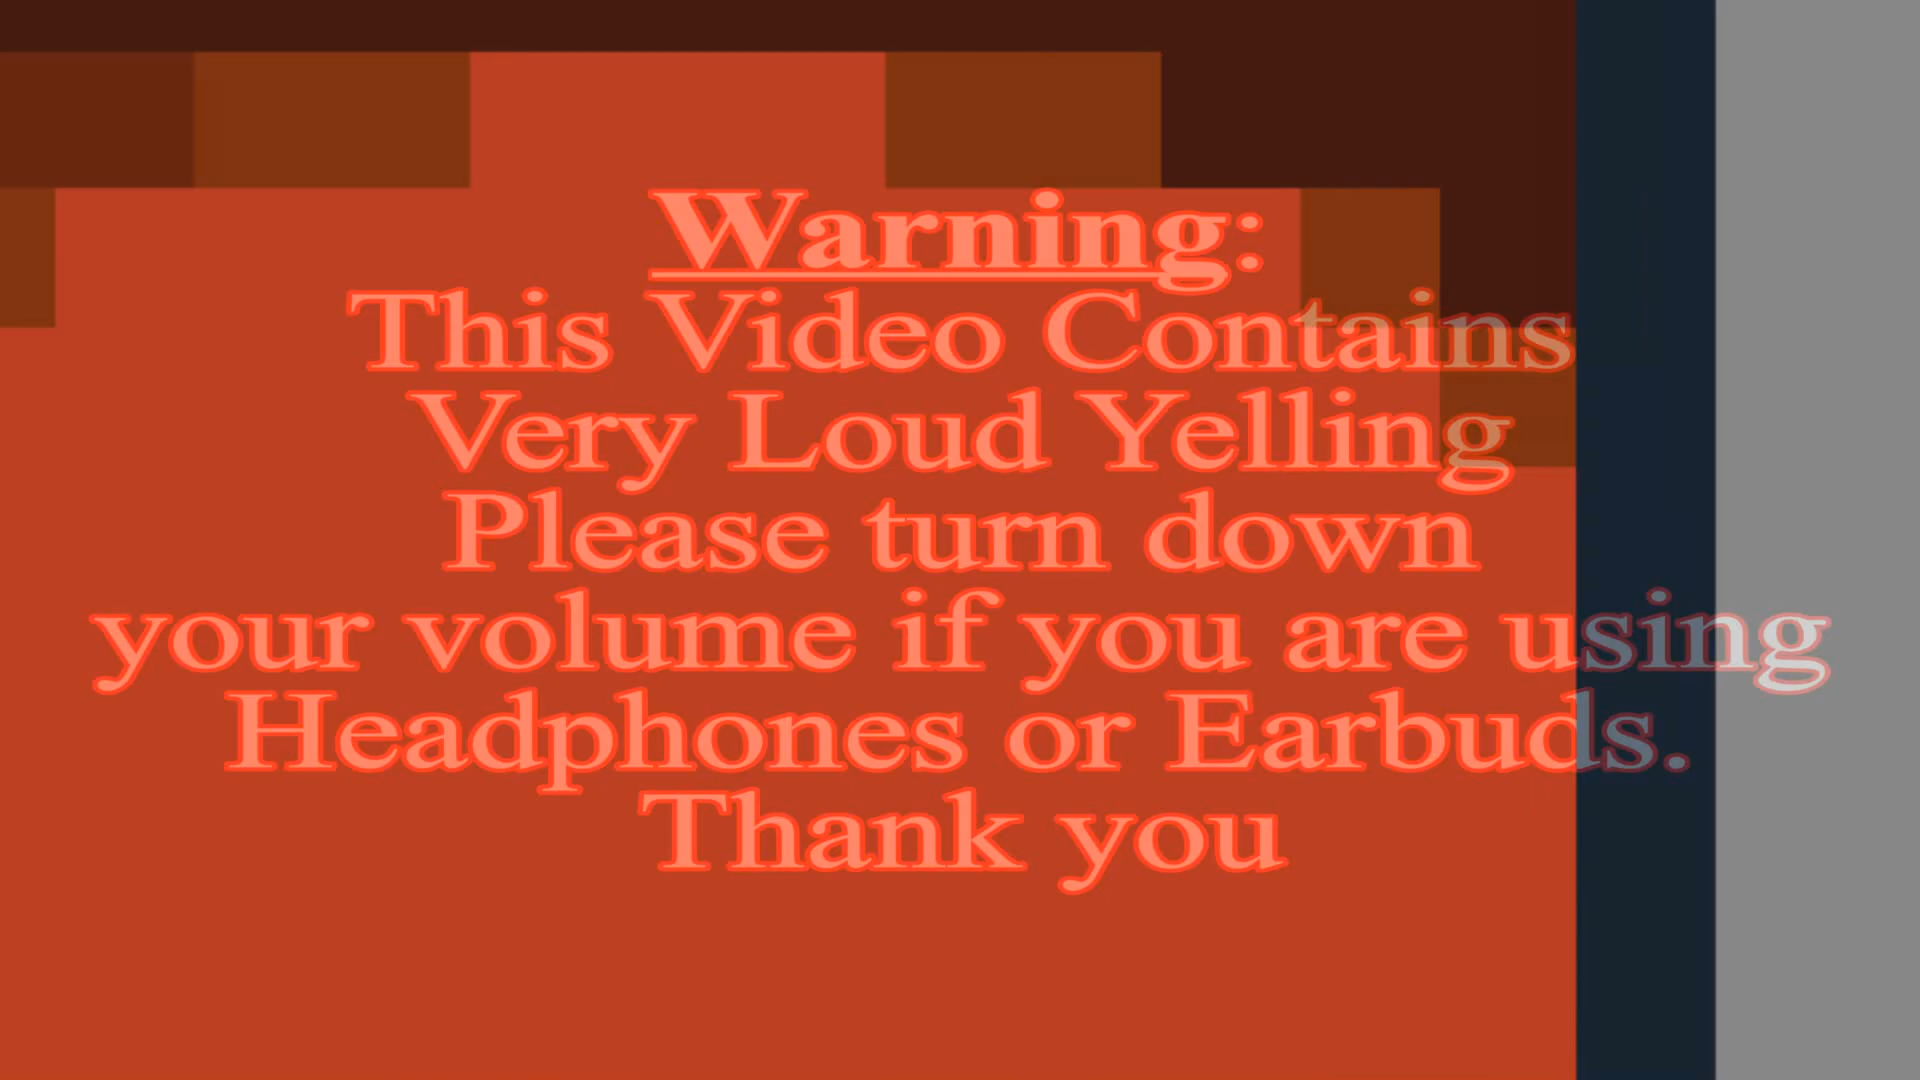 Warning:
This Video Contains
Very Loud Yelling
Please turn down
your volume if you are using
Headphones or Earbuds.
Thank you